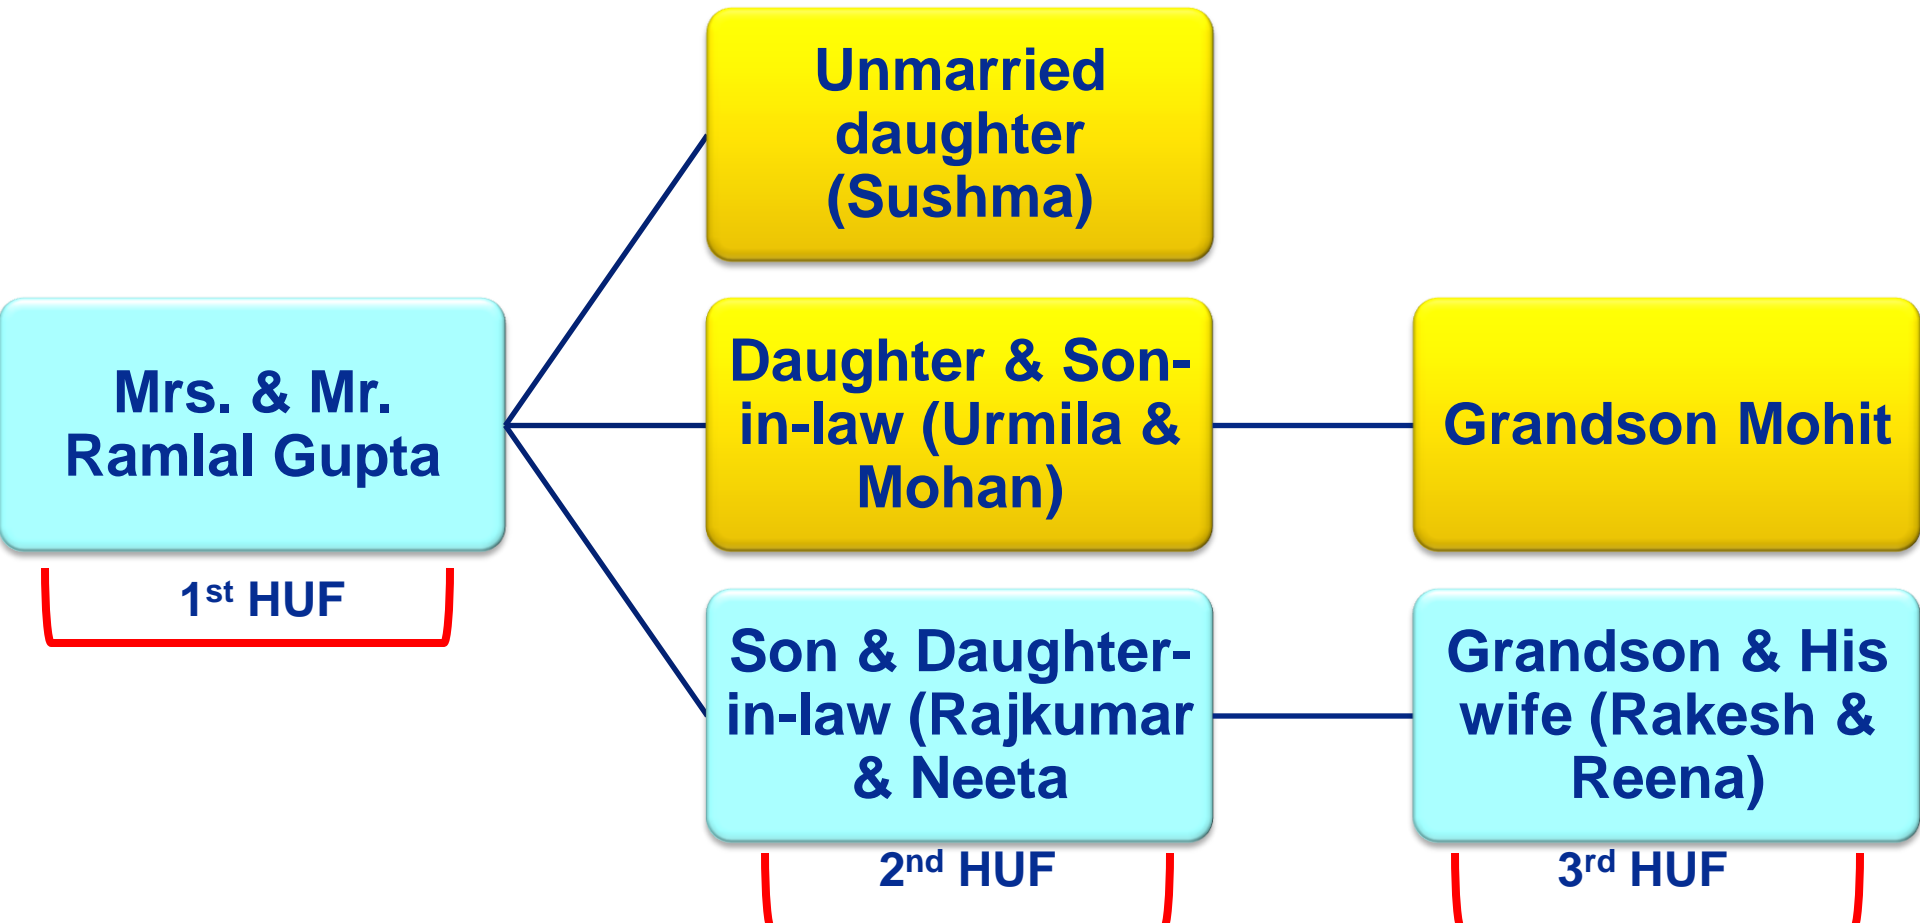 Unmarried
daughter
(Sushma)
Mrs. & Mr.
Ramlal Gupta
1st HUF
Daughter & Son-
in-law (Urmila &
Mohan)
Grandson Mohit
Son & Daughter-
in-law (Rajkumar
& Neeta
2nd HUF
Grandson & His
wife (Rakesh &
Reena)
3rd HUF